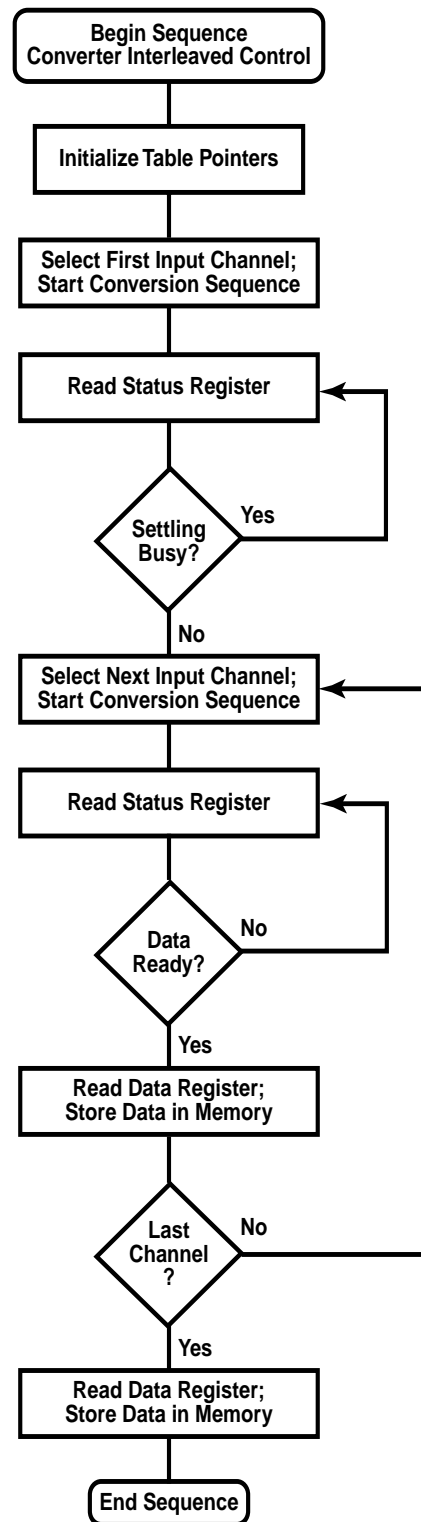 Begin Sequence
Converter Interleaved Control
Initialize Table Pointers
Select First Input Channel;
Start Conversion Sequence
Read Status Register
Settling
Busy?
Yes
No
Select Next Input Channel;
Start Conversion Sequence
Read Status Register
Data
Ready?
No
Yes
Read Data Register;
Store Data in Memory
Last
Channel
?
No
Yes
Read Data Register;
Store Data in Memory
End Sequence